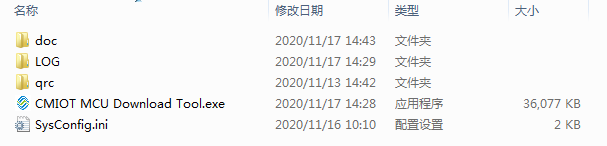 名称 修改日期 类型 大小
doc 2020/11/17 14:43 文件夹
LOG 2020/11/17 14:29 文件夹
qrc 2020/11/13 14:42 文件夹
CMIOT MCU Download Tool.exe 2020/11/17 14:28 应用程序 36,077 KB
SysConfig.ini 2020/11/16 10:10 配置设置 2 KB